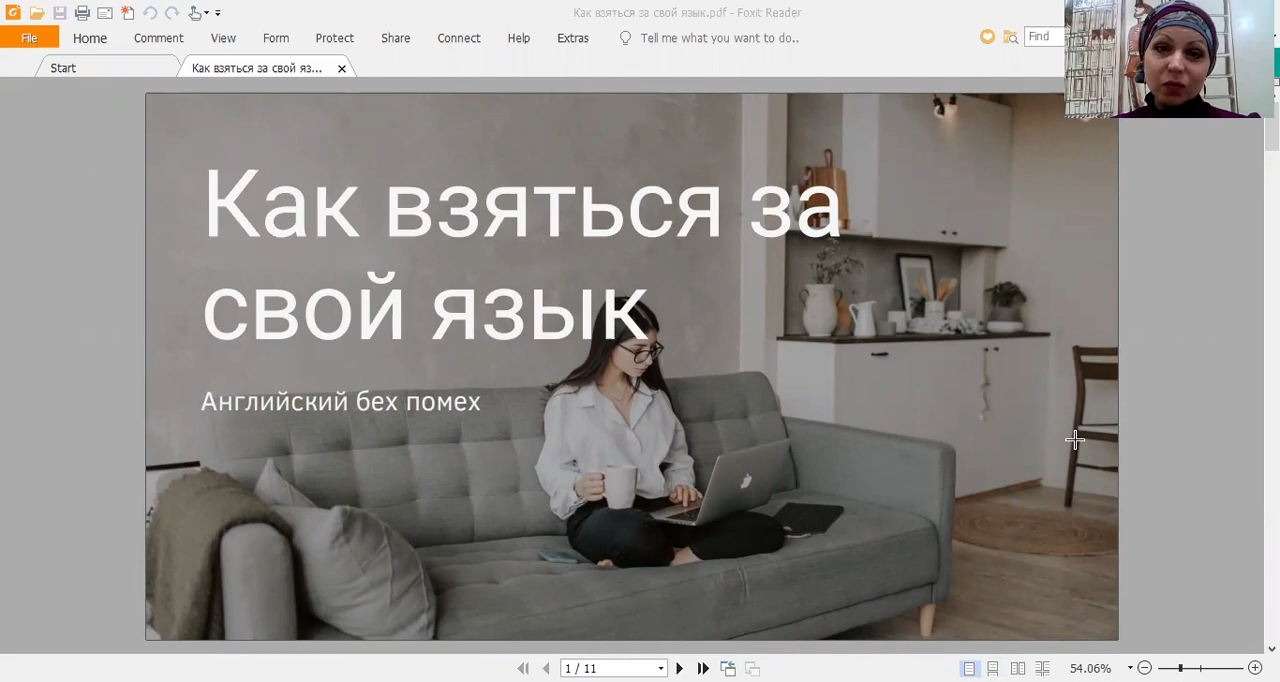 Как взяться за свой язык.pdf - Foxit Reader
File Home Comment View Form Protect Share Connect Help Extras Tell me what you want to do.. Find
Start Как взяться за свой яз...
Как взяться за
свой язык
Английский бех помех
1 / 11 54.06%